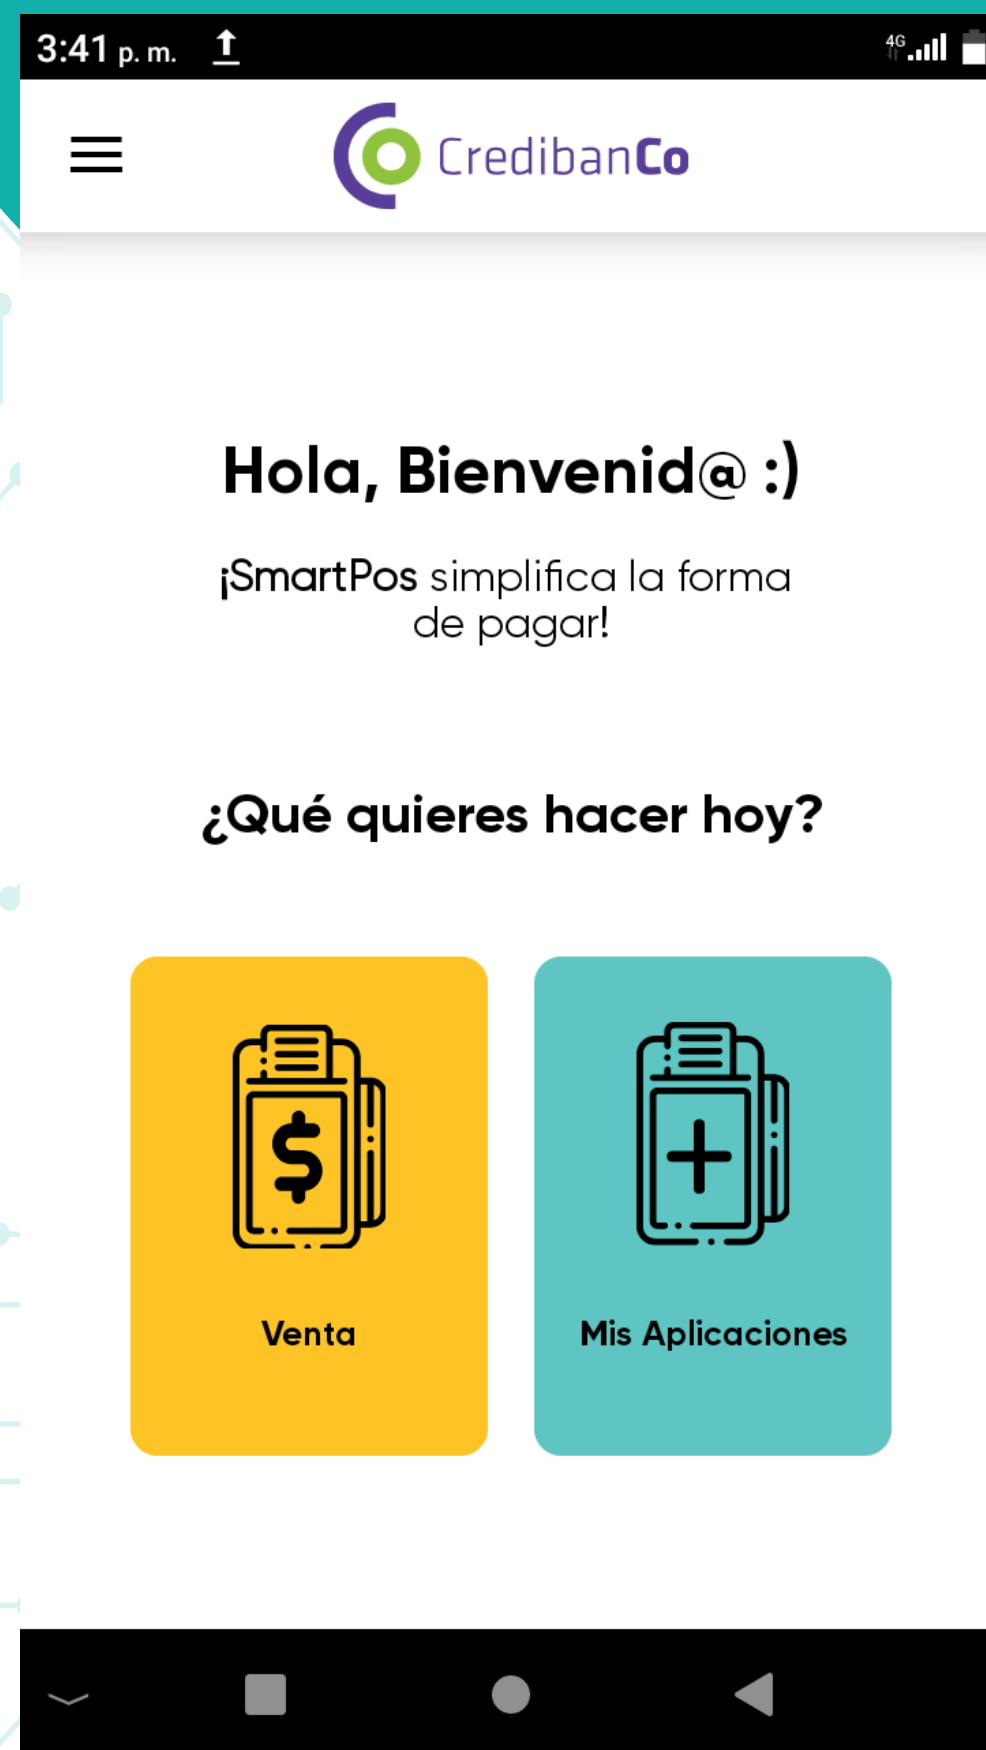 3:41 p. m.
4G
CredibanCo
Hola, Bienvenid@ :)
¡SmartPos simplifica la forma
de pagar!
¿Qué quieres hacer hoy?
$
Venta
Mis Aplicaciones